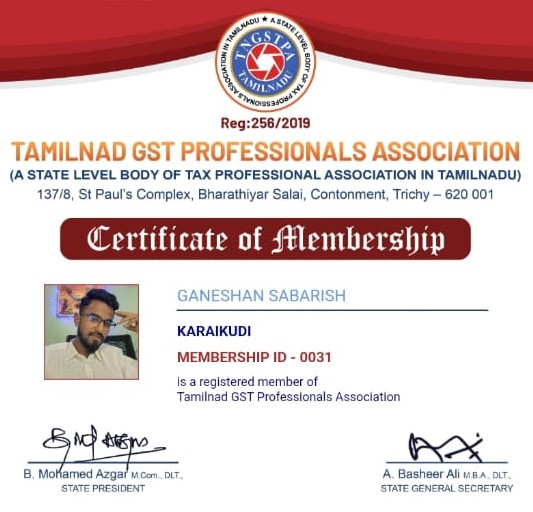 ★ A STATE LEVEL BODY OF TAX PROFESSIONALS ASSOCIATION IN TAMILNADU
TNGSTPA
TAMILNADU
Reg:256/2019
TAMILNAD GST PROFESSIONALS ASSOCIATION
(A STATE LEVEL BODY OF TAX PROFESSIONAL ASSOCIATION IN TAMILNADU)
137/8, St Paul's Complex, Bharathiyar Salai, Contonment, Trichy – 620 001
Certificate of Membership
GANESHAN SABARISH
KARAIKUDI
MEMBERSHIP ID - 0031
is a registered member of
Tamilnad GST Professionals Association
B. Mohamed Azgar M.Com., DLT.,
STATE PRESIDENT
A. Basheer Ali M.B.A., DLT.,
STATE GENERAL SECRETARY